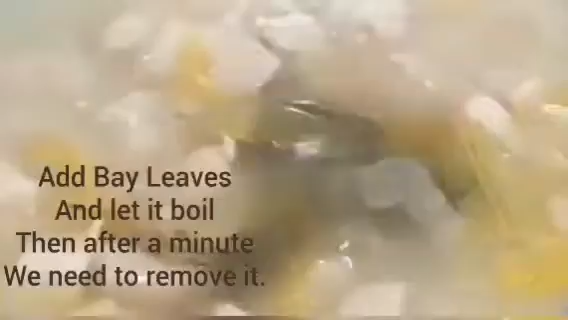 Add Bay Leaves
And let it boil
Then after a minute
We need to remove it.